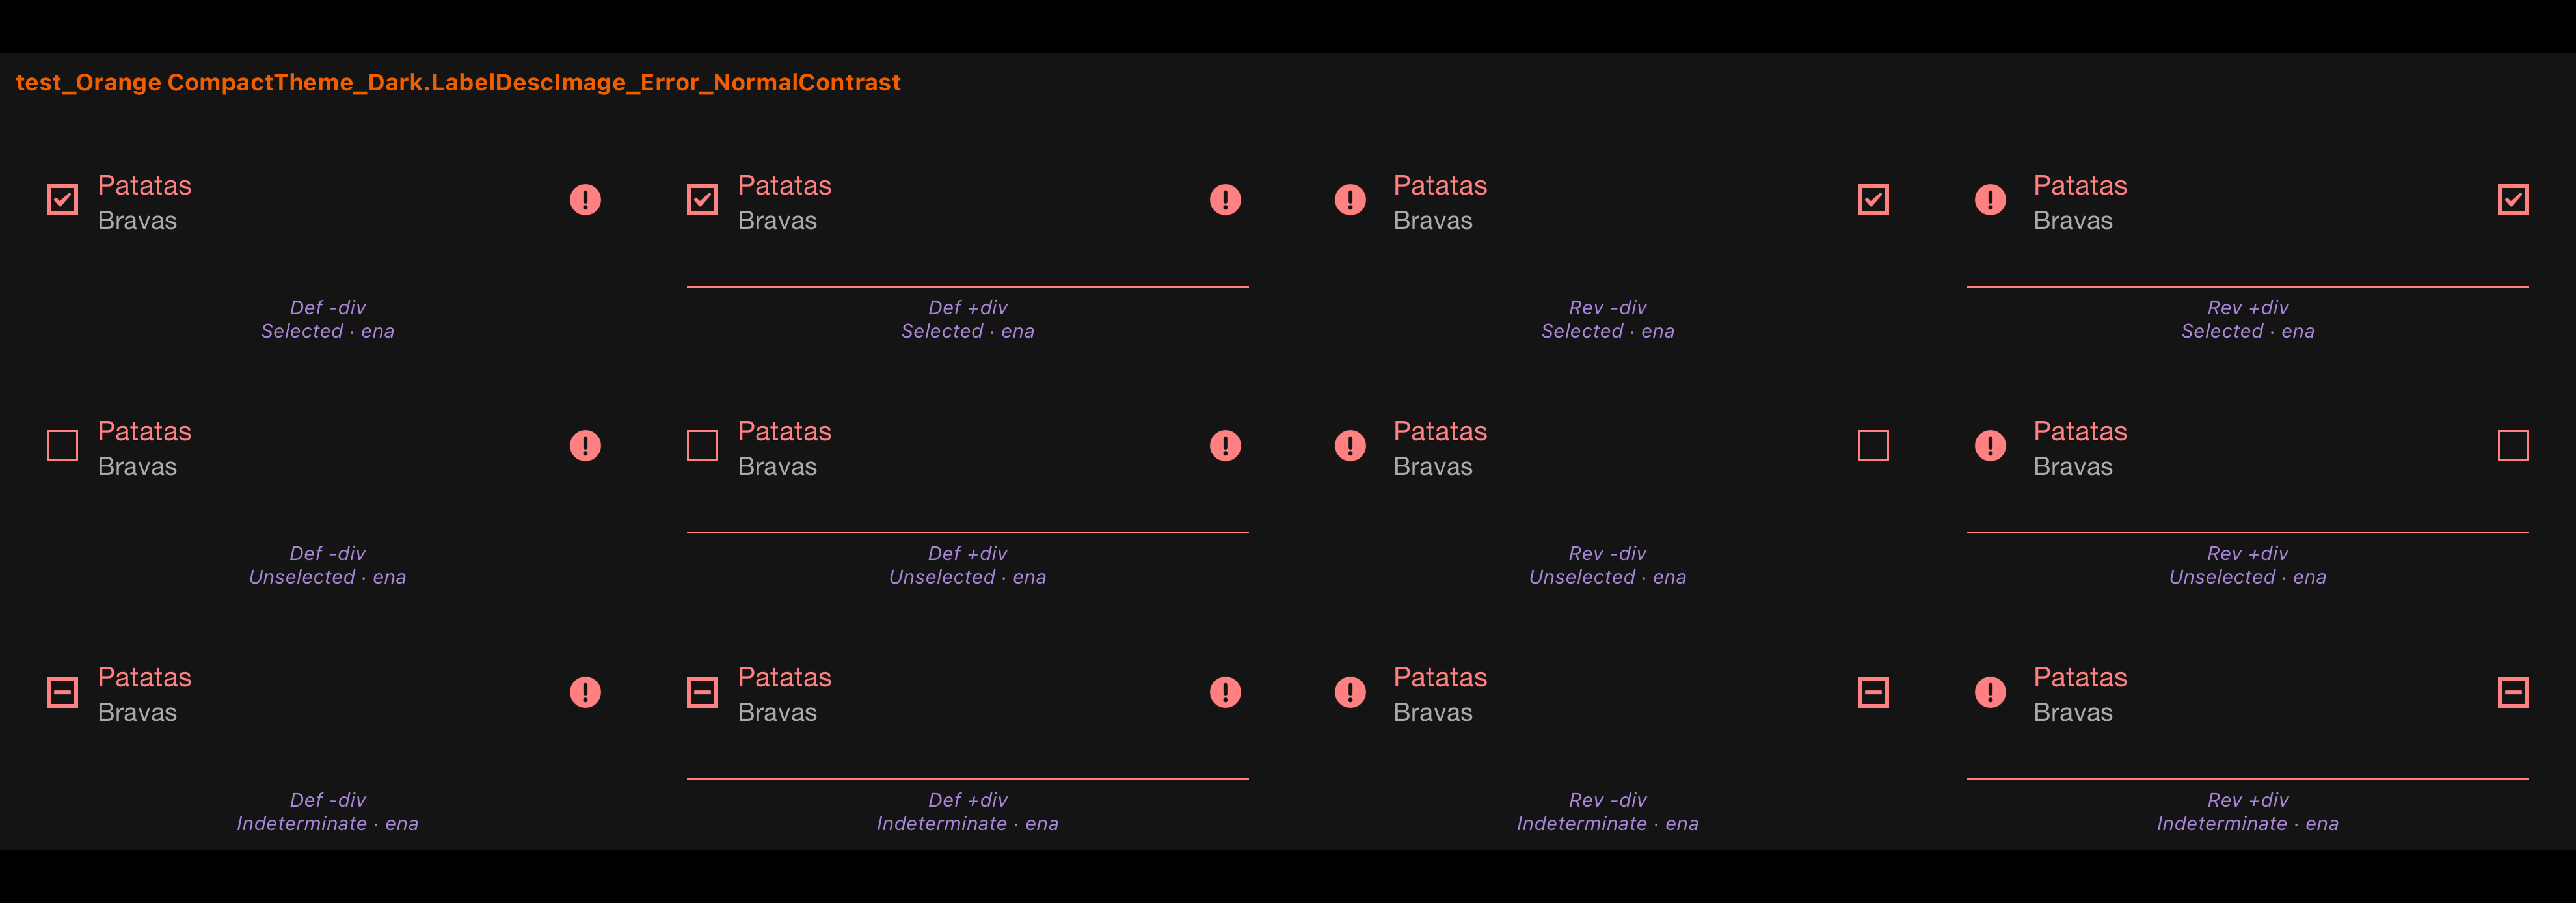 test_Orange CompactTheme_Dark.LabelDescImage_Error_NormalContrast
Patatas
Bravas
Def -div
Selected · ena
Patatas
Bravas
Def +div
Selected · ena
Patatas
Bravas
Rev -div
Selected · ena
Patatas
Bravas
Rev +div
Selected · ena
Patatas
Bravas
Def -div
Unselected · ena
Patatas
Bravas
Def +div
Unselected · ena
Patatas
Bravas
Rev -div
Unselected · ena
Patatas
Bravas
Rev +div
Unselected · ena
Patatas
Bravas
Def -div
Indeterminate · ena
Patatas
Bravas
Def +div
Indeterminate · ena
Patatas
Bravas
Rev -div
Indeterminate · ena
Patatas
Bravas
Rev +div
Indeterminate · ena